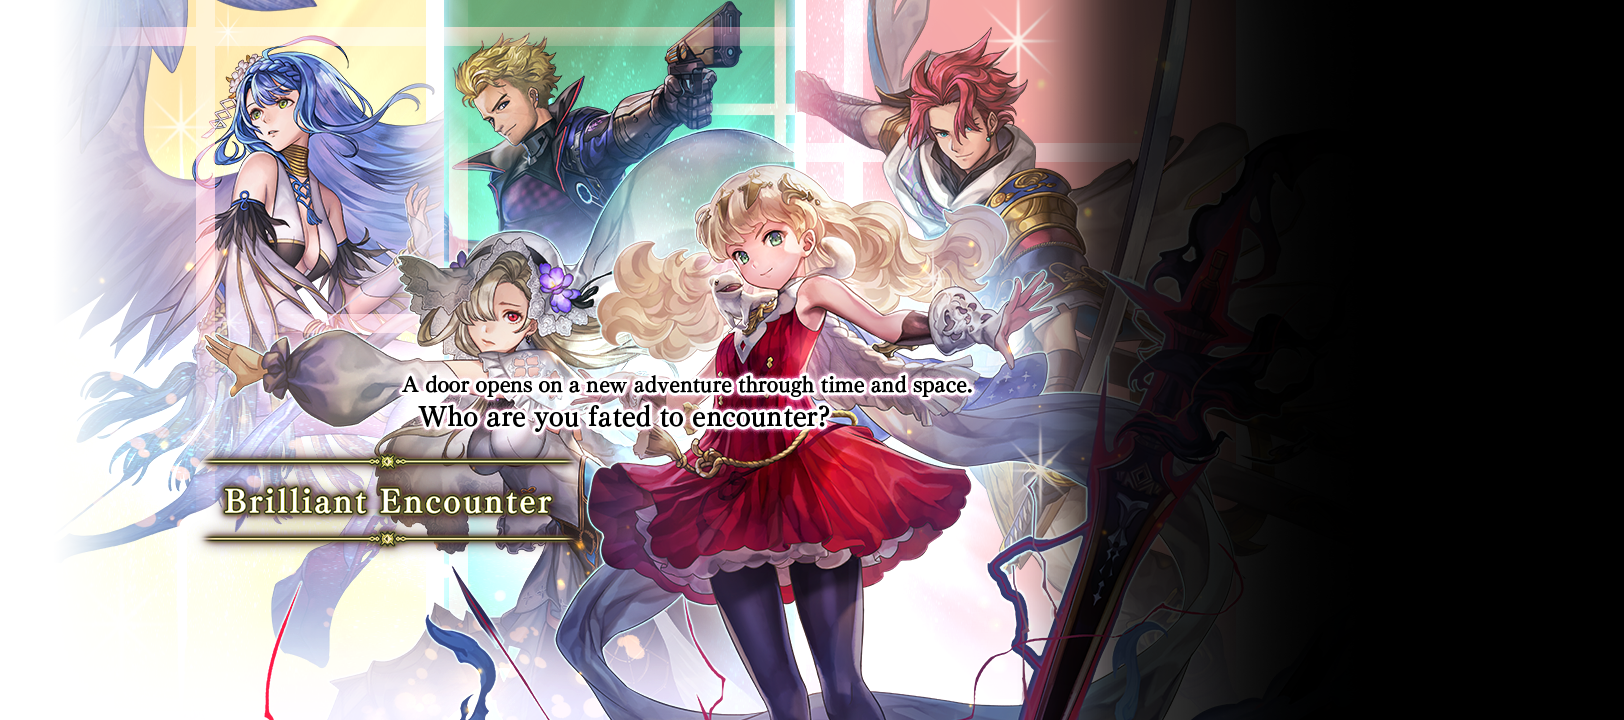 A door opens on a new adventure through time and space.
Who are you fated to encounter?
Brilliant Encounter